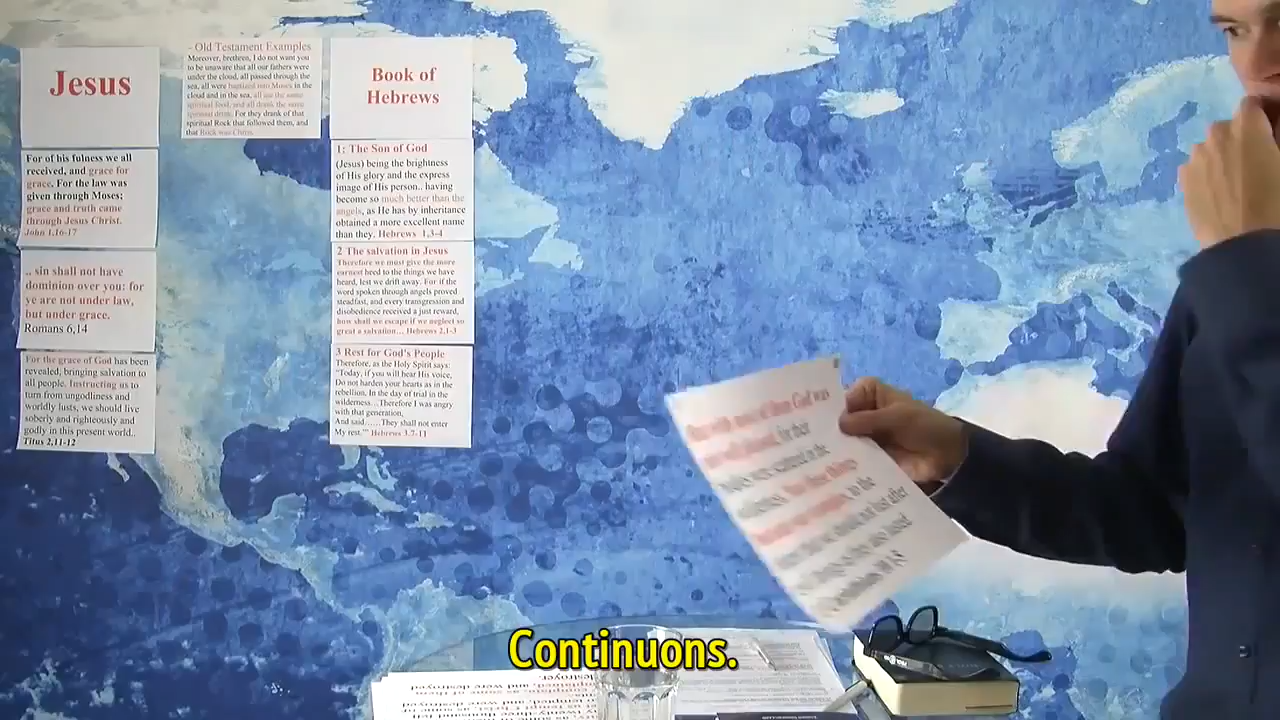 Jesus
For of his fulness we all
received, and grace for
grace. For the law was
given through Moses;
grace and truth came
through Jesus Christ.
John 1,16-17
.. sin shall not have
dominion over you: for
ye are not under law,
but under grace.
Romans 6,14
For the grace of God has been
revealed, bringing salvation to
all people. Instructing us to
turn from ungodliness and
worldly lusts, we should live
soberly and righteously and
godly in this present world..
Titus 2,11-12
- Old Testament Examples
Moreover, brethren, I do not want you
to be unaware that all our fathers were
under the cloud, all passed through the
sea, all were baptized into Moses in the
cloud and in the sea, all ate the same
spiritual food, and all drank the same
spiritual drink. For they drank of that
spiritual Rock that followed them, and
that Rock was Christ.
Book of
Hebrews
1: The Son of God
(Jesus) being the brightness
of His glory and the express
image of His person.. having
become so much better than the
angels, as He has by inheritance
obtained a more excellent name
than they. Hebrews 1,3-4
2 The salvation in Jesus
Therefore we must give the more
earnest heed to the things we have
heard, lest we drift away. For if the
word spoken through angels proved
steadfast, and every transgression and
disobedience received a just reward,
how shall we escape if we neglect so
great a salvation... Hebrews 2,1-3
3 Rest for God's People
Therefore, as the Holy Spirit says:
"Today, if you will hear His voice,
Do not harden your hearts as in the
rebellion, In the day of trial in the
wilderness...Therefore I was angry
with that generation,
And said......They shall not enter
My rest.'" Hebrews 3,7-11
God was
for their
in the
things
to the
lust after
Continuons.
destroyer.
and were destroyed